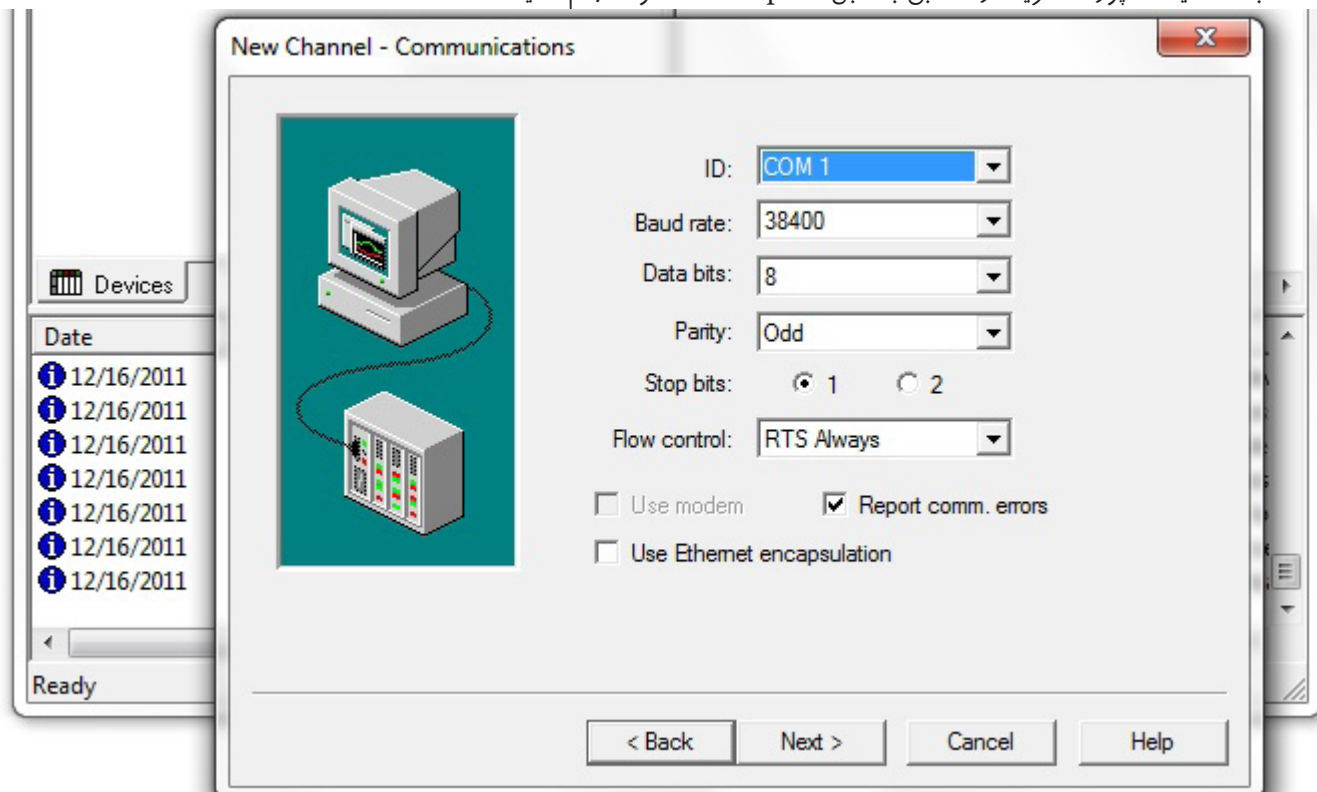 New Channel - Communications
ID: COM 1
Baud rate: 38400
Data bits: 8
Parity: Odd
Stop bits: 1 2
Flow control: RTS Always
Use modem Report comm. errors
Use Ethernet encapsulation
Devices
Date
12/16/2011
12/16/2011
12/16/2011
12/16/2011
12/16/2011
12/16/2011
12/16/2011
Ready
< Back Next > Cancel Help